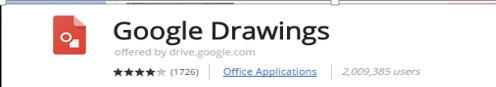 Google Drawings
offered by drive.google.com
(1726) Office Applications 2,009,385 users